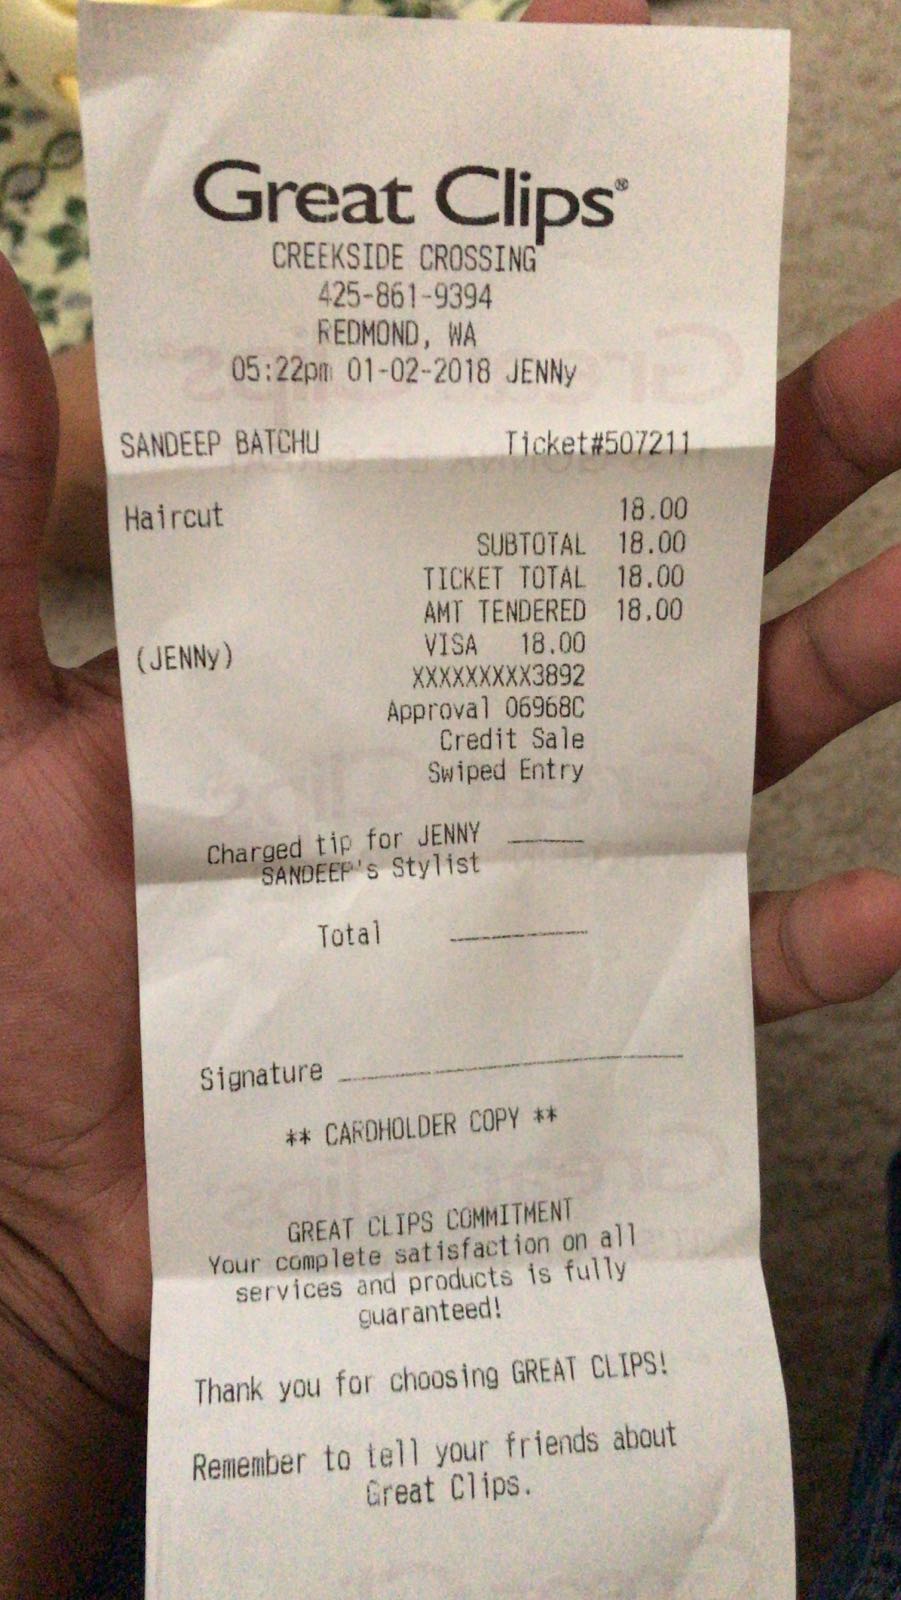 Great Clips®
CREEKSIDE CROSSING
425-861-9394
REDMOND, WA
05:22pm 01-02-2018 JENNy
SANDEEP BATCHU Ticket#507211
Haircut 18.00
SUBTOTAL 18.00
TICKET TOTAL 18.00
AMT TENDERED 18.00
(JENNy) VISA 18.00
XXXXXXXXX3892
Approval 06968C
Credit Sale
Swiped Entry
Charged tip for JENNY ______
SANDEEP's Stylist
Total ___________
Signature ____________________________
** CARDHOLDER COPY **
GREAT CLIPS COMMITMENT
Your complete satisfaction on all
services and products is fully
guaranteed!
Thank you for choosing GREAT CLIPS!
Remember to tell your friends about
Great Clips.